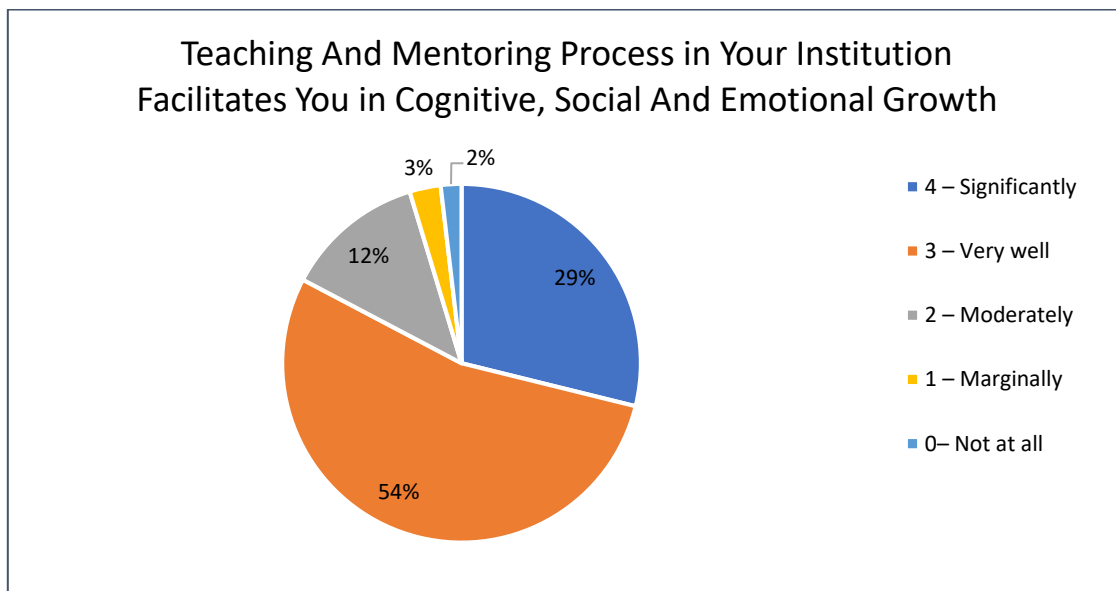 Teaching And Mentoring Process in Your Institution
Facilitates You in Cognitive, Social And Emotional Growth
3%
2%
12%
29%
54%
4 – Significantly
3 – Very well
2 – Moderately
1 – Marginally
0– Not at all